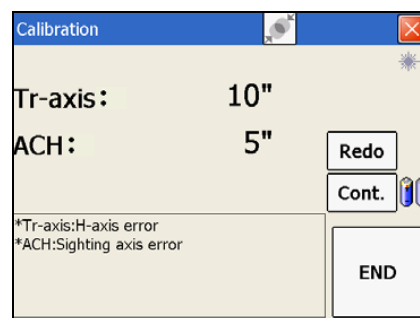 Calibration
Tr-axis: 10"
ACH: 5"
Redo
Cont.
*Tr-axis:H-axis error
*ACH:Sighting axis error
END